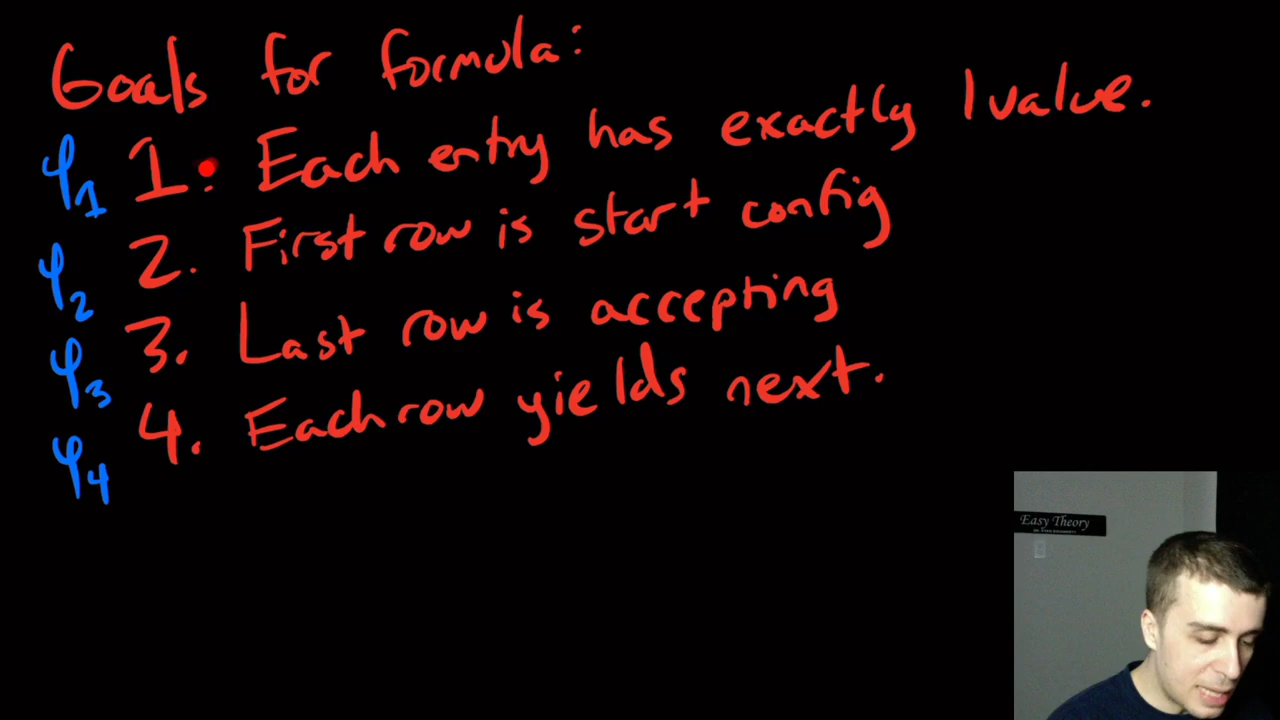 Goals for formula:
φ1 1. Each entry has exactly 1 value.
φ2 2. First row is start config
φ3 3. Last row is accepting
φ4 4. Each row yields next.
Easy Theory